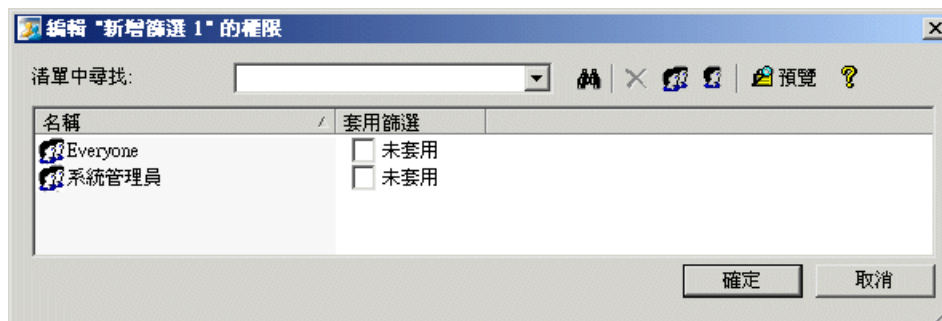 編輯 "新增篩選 1" 的權限
清單中尋找:
預覽
名稱 套用篩選
Everyone 未套用
系統管理員 未套用
確定 取消